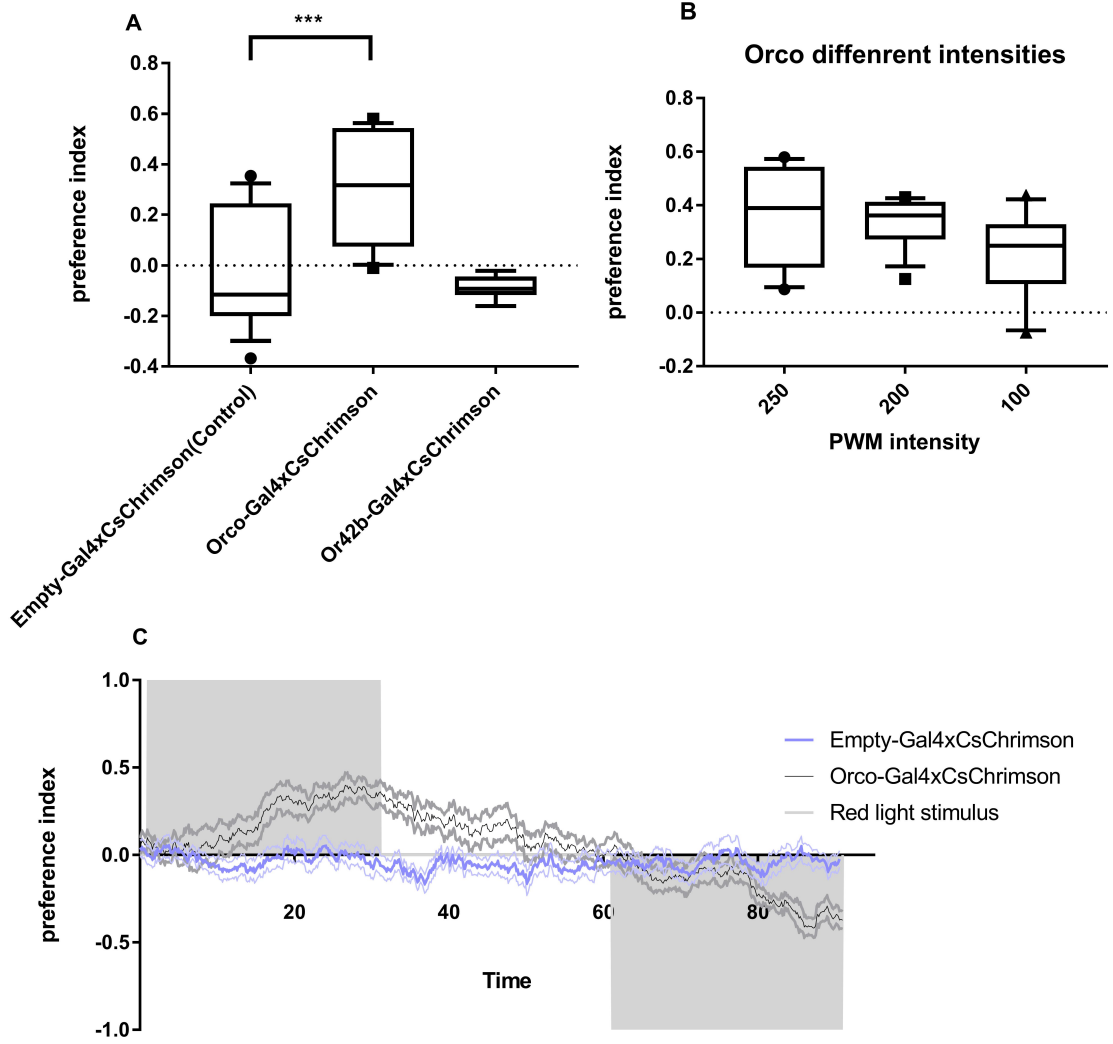 A
***
0.8
0.6
0.4
0.2
0.0
-0.2
-0.4
preference index
Empty-Gal4xCsChrimson(Control)
Orco-Gal4xCsChrimson
Or42b-Gal4xCsChrimson
B
Orco diffenrent intensities
0.8
0.6
0.4
0.2
0.0
-0.2
preference index
250
200
100
PWM intensity
C
1.0
0.5
0.0
-0.5
-1.0
preference index
20
40
60
80
Time
Empty-Gal4xCsChrimson
Orco-Gal4xCsChrimson
Red light stimulus